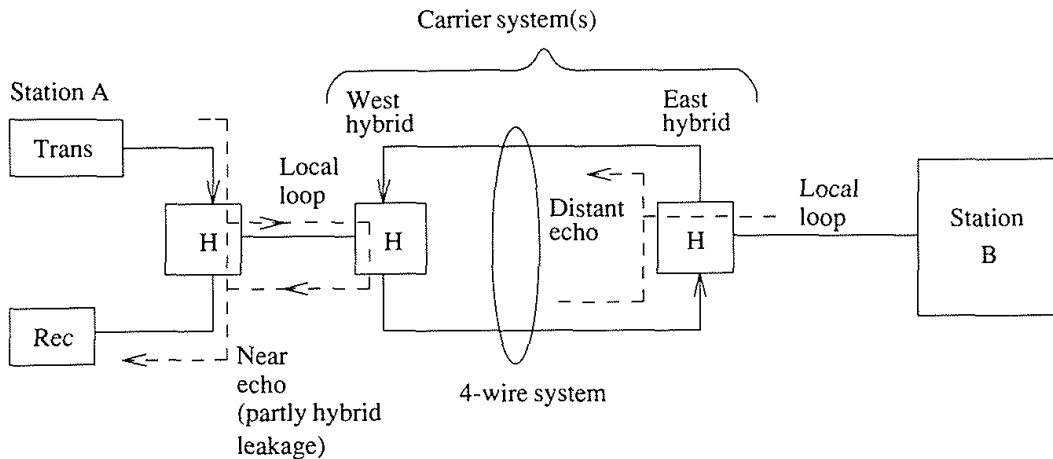 Carrier system(s)
Station A
West
hybrid
East
hybrid
Trans
Local
loop
Distant
echo
Local
loop
H
H
H
Station
B
Rec
Near
echo
(partly hybrid
leakage)
4-wire system